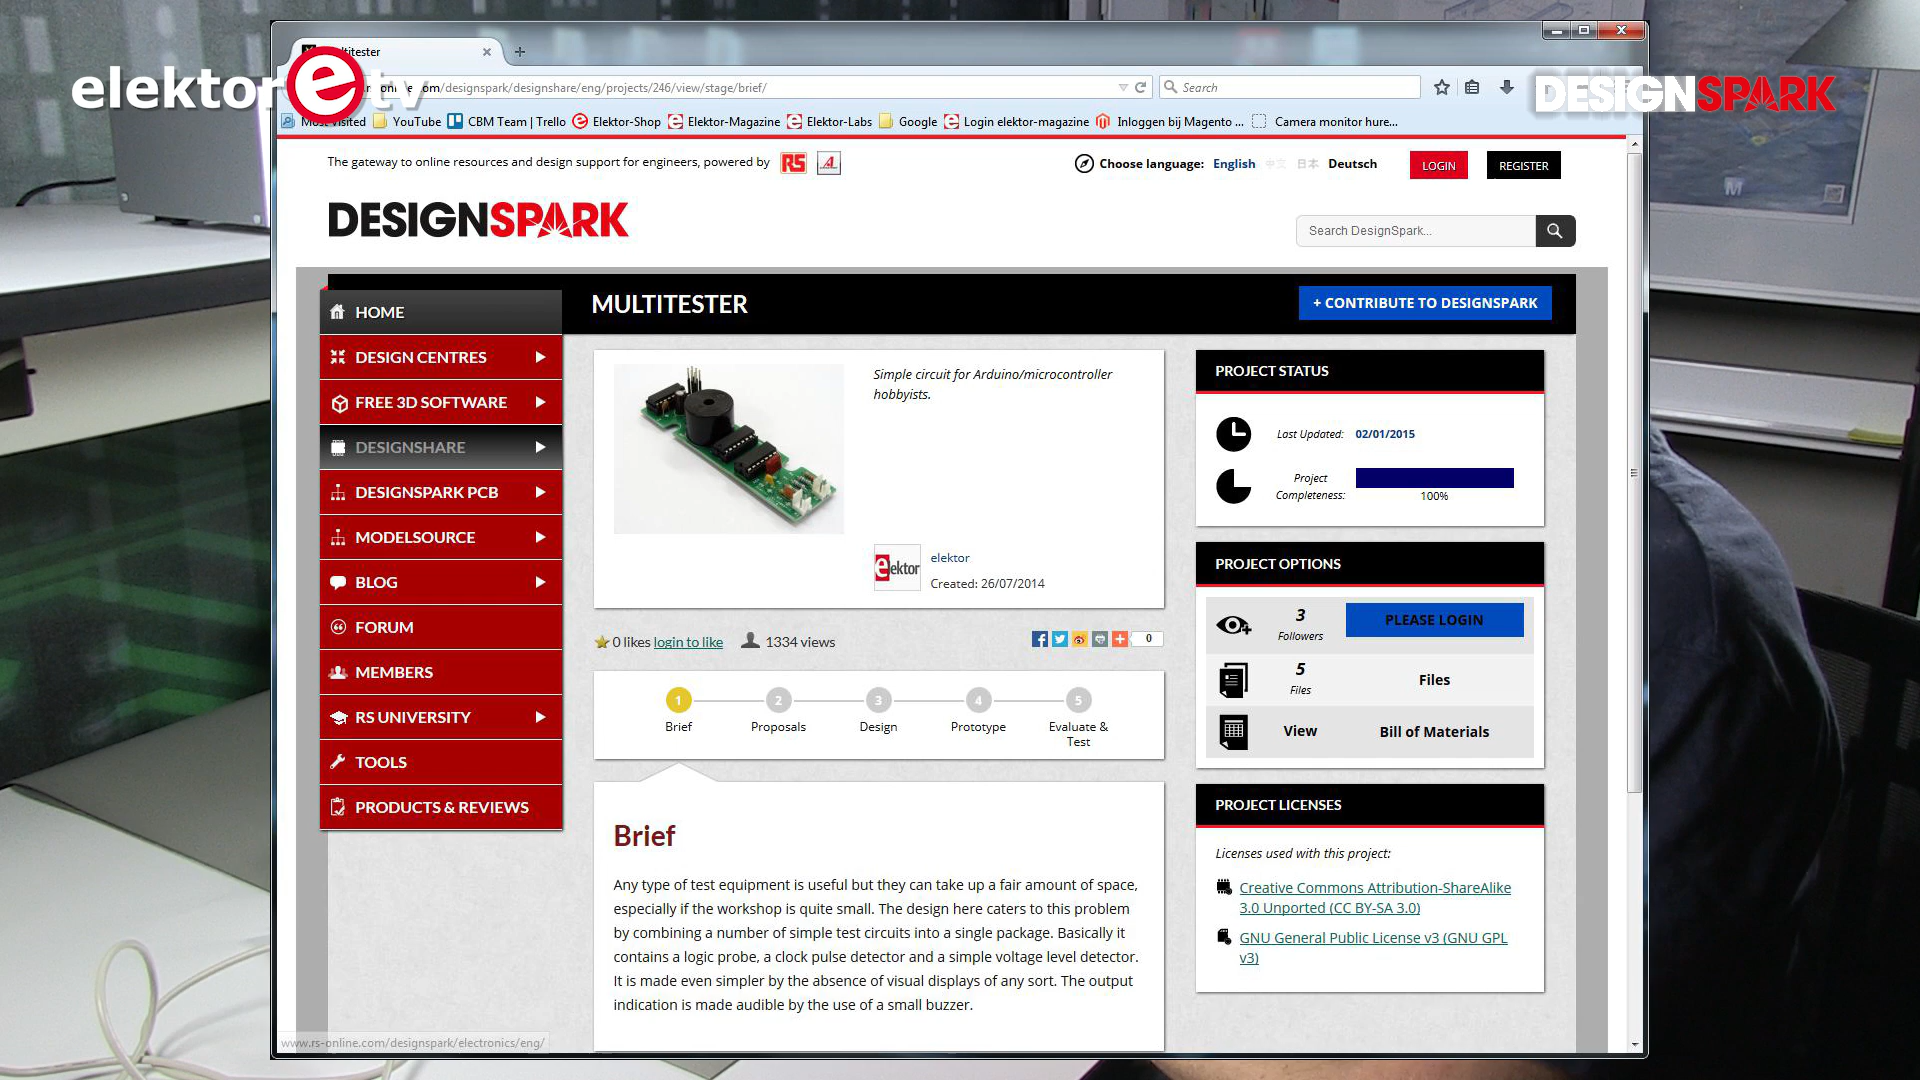 Multitester
elektor e tv
DESIGNSPARK
online.com/designspark/designshare/eng/projects/246/view/stage/brief/
Search
Most Visited YouTube CBM Team | Trello Elektor-Shop Elektor-Magazine Elektor-Labs Google Login elektor-magazine Inloggen bij Magento ... Camera monitor hure...
The gateway to online resources and design support for engineers, powered by RS A
Choose language: English 中文 日本 Deutsch LOGIN REGISTER
DESIGNSPARK
Search DesignSpark...
HOME
DESIGN CENTRES
FREE 3D SOFTWARE
DESIGNSHARE
DESIGNSPARK PCB
MODELSOURCE
BLOG
FORUM
MEMBERS
RS UNIVERSITY
TOOLS
PRODUCTS & REVIEWS
MULTITESTER
+ CONTRIBUTE TO DESIGNSPARK
Simple circuit for Arduino/microcontroller
hobbyists.
elektor
elektor
Created: 26/07/2014
0 likes login to like 1334 views
0
1 2 3 4 5
Brief Proposals Design Prototype Evaluate &
Test
Brief
Any type of test equipment is useful but they can take up a fair amount of space,
especially if the workshop is quite small. The design here caters to this problem
by combining a number of simple test circuits into a single package. Basically it
contains a logic probe, a clock pulse detector and a simple voltage level detector.
It is made even simpler by the absence of visual displays of any sort. The output
indication is made audible by the use of a small buzzer.
PROJECT STATUS
Last Updated: 02/01/2015
Project
Completeness:
100%
PROJECT OPTIONS
3
Followers
PLEASE LOGIN
5
Files
Files
View Bill of Materials
PROJECT LICENSES
Licenses used with this project:
Creative Commons Attribution-ShareAlike
3.0 Unported (CC BY-SA 3.0)
GNU General Public License v3 (GNU GPL
v3)
www.rs-online.com/designspark/electronics/eng/